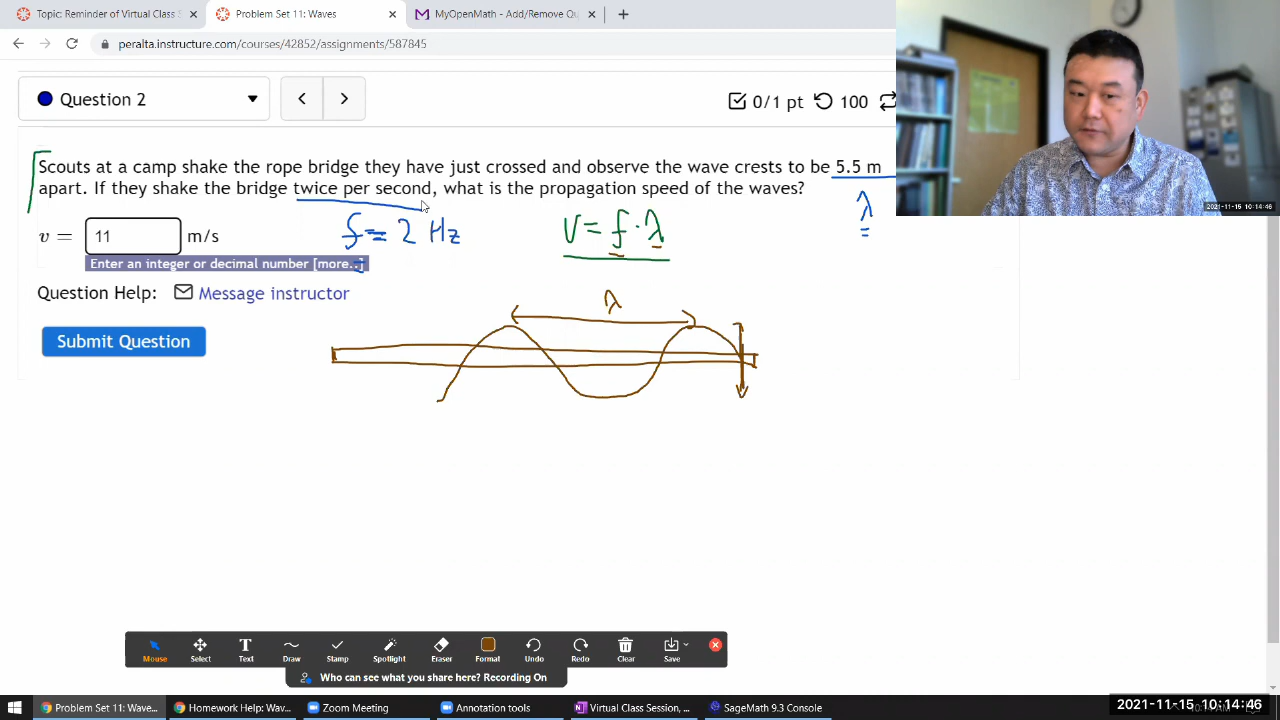 Topic: Reminder of Virtual Class
Problem Set 11: Waves
MyOpenMath - Add/Remove Qu
peralta.instructure.com/courses/42852/assignments/587845
Question 2
0/1 pt
100
Scouts at a camp shake the rope bridge they have just crossed and observe the wave crests to be 5.5 m
apart. If they shake the bridge twice per second, what is the propagation speed of the waves?
λ =
f = 2 Hz
v = f · λ
v = 11 m/s
Enter an integer or decimal number [more..]
Question Help: Message instructor
λ
Submit Question
Mouse Select Text Draw Stamp Spotlight Eraser Format Undo Redo Clear Save
Who can see what you share here? Recording On
2021-11-15 10:14:46
Problem Set 11: Wave...
Homework Help: Wav...
Zoom Meeting
Annotation tools
Virtual Class Session, ...
SageMath 9.3 Console
2021-11-15 10:14:46